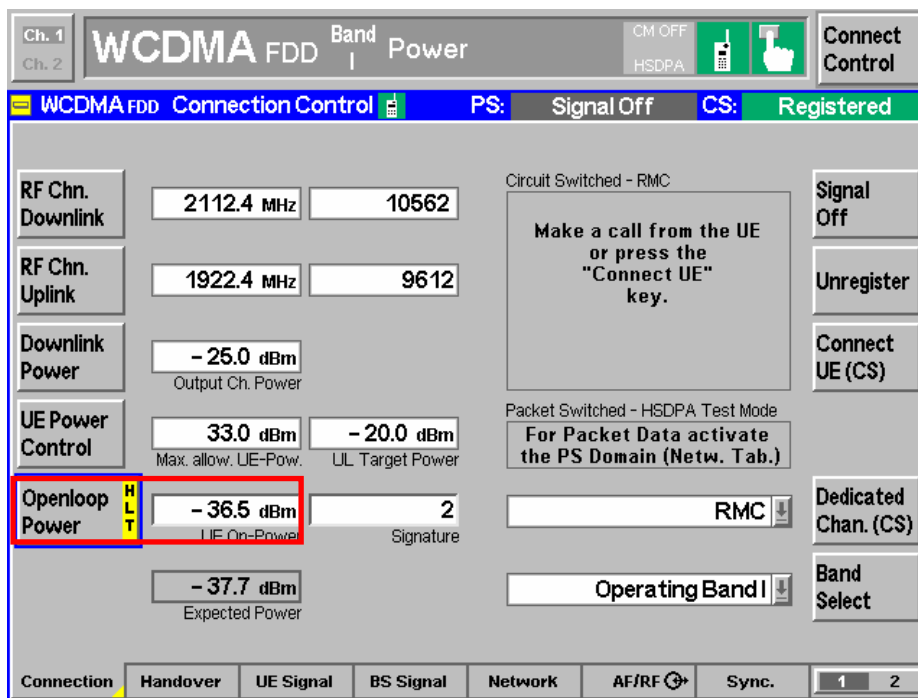 Ch. 1
Ch. 2
WCDMA FDD Band I Power
CM OFF
HSDPA
Connect Control
WCDMA FDD Connection Control PS: Signal Off CS: Registered
RF Chn. Downlink
2112.4 MHz
10562
Circuit Switched - RMC
Make a call from the UE
or press the
"Connect UE"
key.
Signal Off
RF Chn. Uplink
1922.4 MHz
9612
Unregister
Downlink Power
- 25.0 dBm
Output Ch. Power
Connect UE (CS)
UE Power Control
33.0 dBm
Max. allow. UE-Pow.
- 20.0 dBm
UL Target Power
Packet Switched - HSDPA Test Mode
For Packet Data activate
the PS Domain (Netw. Tab.)
Openloop Power
HLT
- 36.5 dBm
UE On-Power
2
Signature
RMC
Dedicated Chan. (CS)
- 37.7 dBm
Expected Power
Operating Band I
Band Select
Connection Handover UE Signal BS Signal Network AF/RF Sync. 1 2